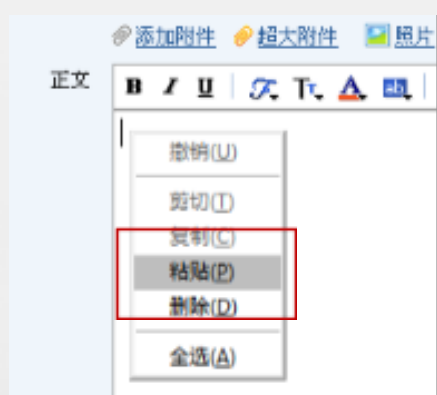 添加附件 超大附件 照片
正文 B I U
撤销(U)
剪切(T)
复制(C)
粘贴(P)
删除(D)
全选(A)